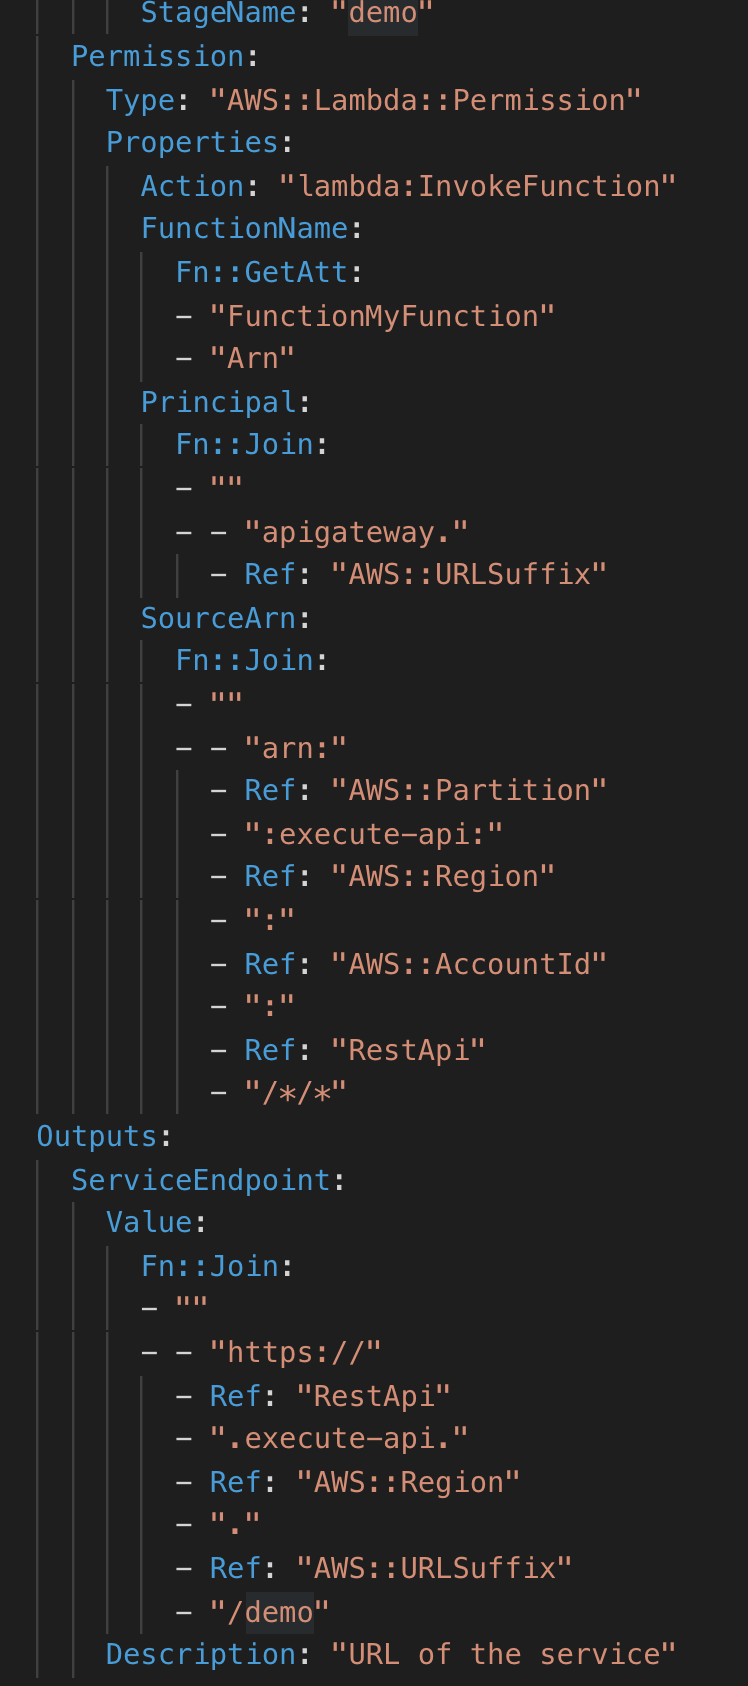 StageName: "demo"
  Permission:
    Type: "AWS::Lambda::Permission"
    Properties:
      Action: "lambda:InvokeFunction"
      FunctionName:
        Fn::GetAtt:
        - "FunctionMyFunction"
        - "Arn"
      Principal:
        Fn::Join:
        - ""
        - - "apigateway."
          - Ref: "AWS::URLSuffix"
      SourceArn:
        Fn::Join:
        - ""
        - - "arn:"
          - Ref: "AWS::Partition"
          - ":execute-api:"
          - Ref: "AWS::Region"
          - ":"
          - Ref: "AWS::AccountId"
          - ":"
          - Ref: "RestApi"
          - "/*/*"
Outputs:
  ServiceEndpoint:
    Value:
      Fn::Join:
      - ""
      - - "https://"
        - Ref: "RestApi"
        - ".execute-api."
        - Ref: "AWS::Region"
        - "."
        - Ref: "AWS::URLSuffix"
        - "/demo"
    Description: "URL of the service"